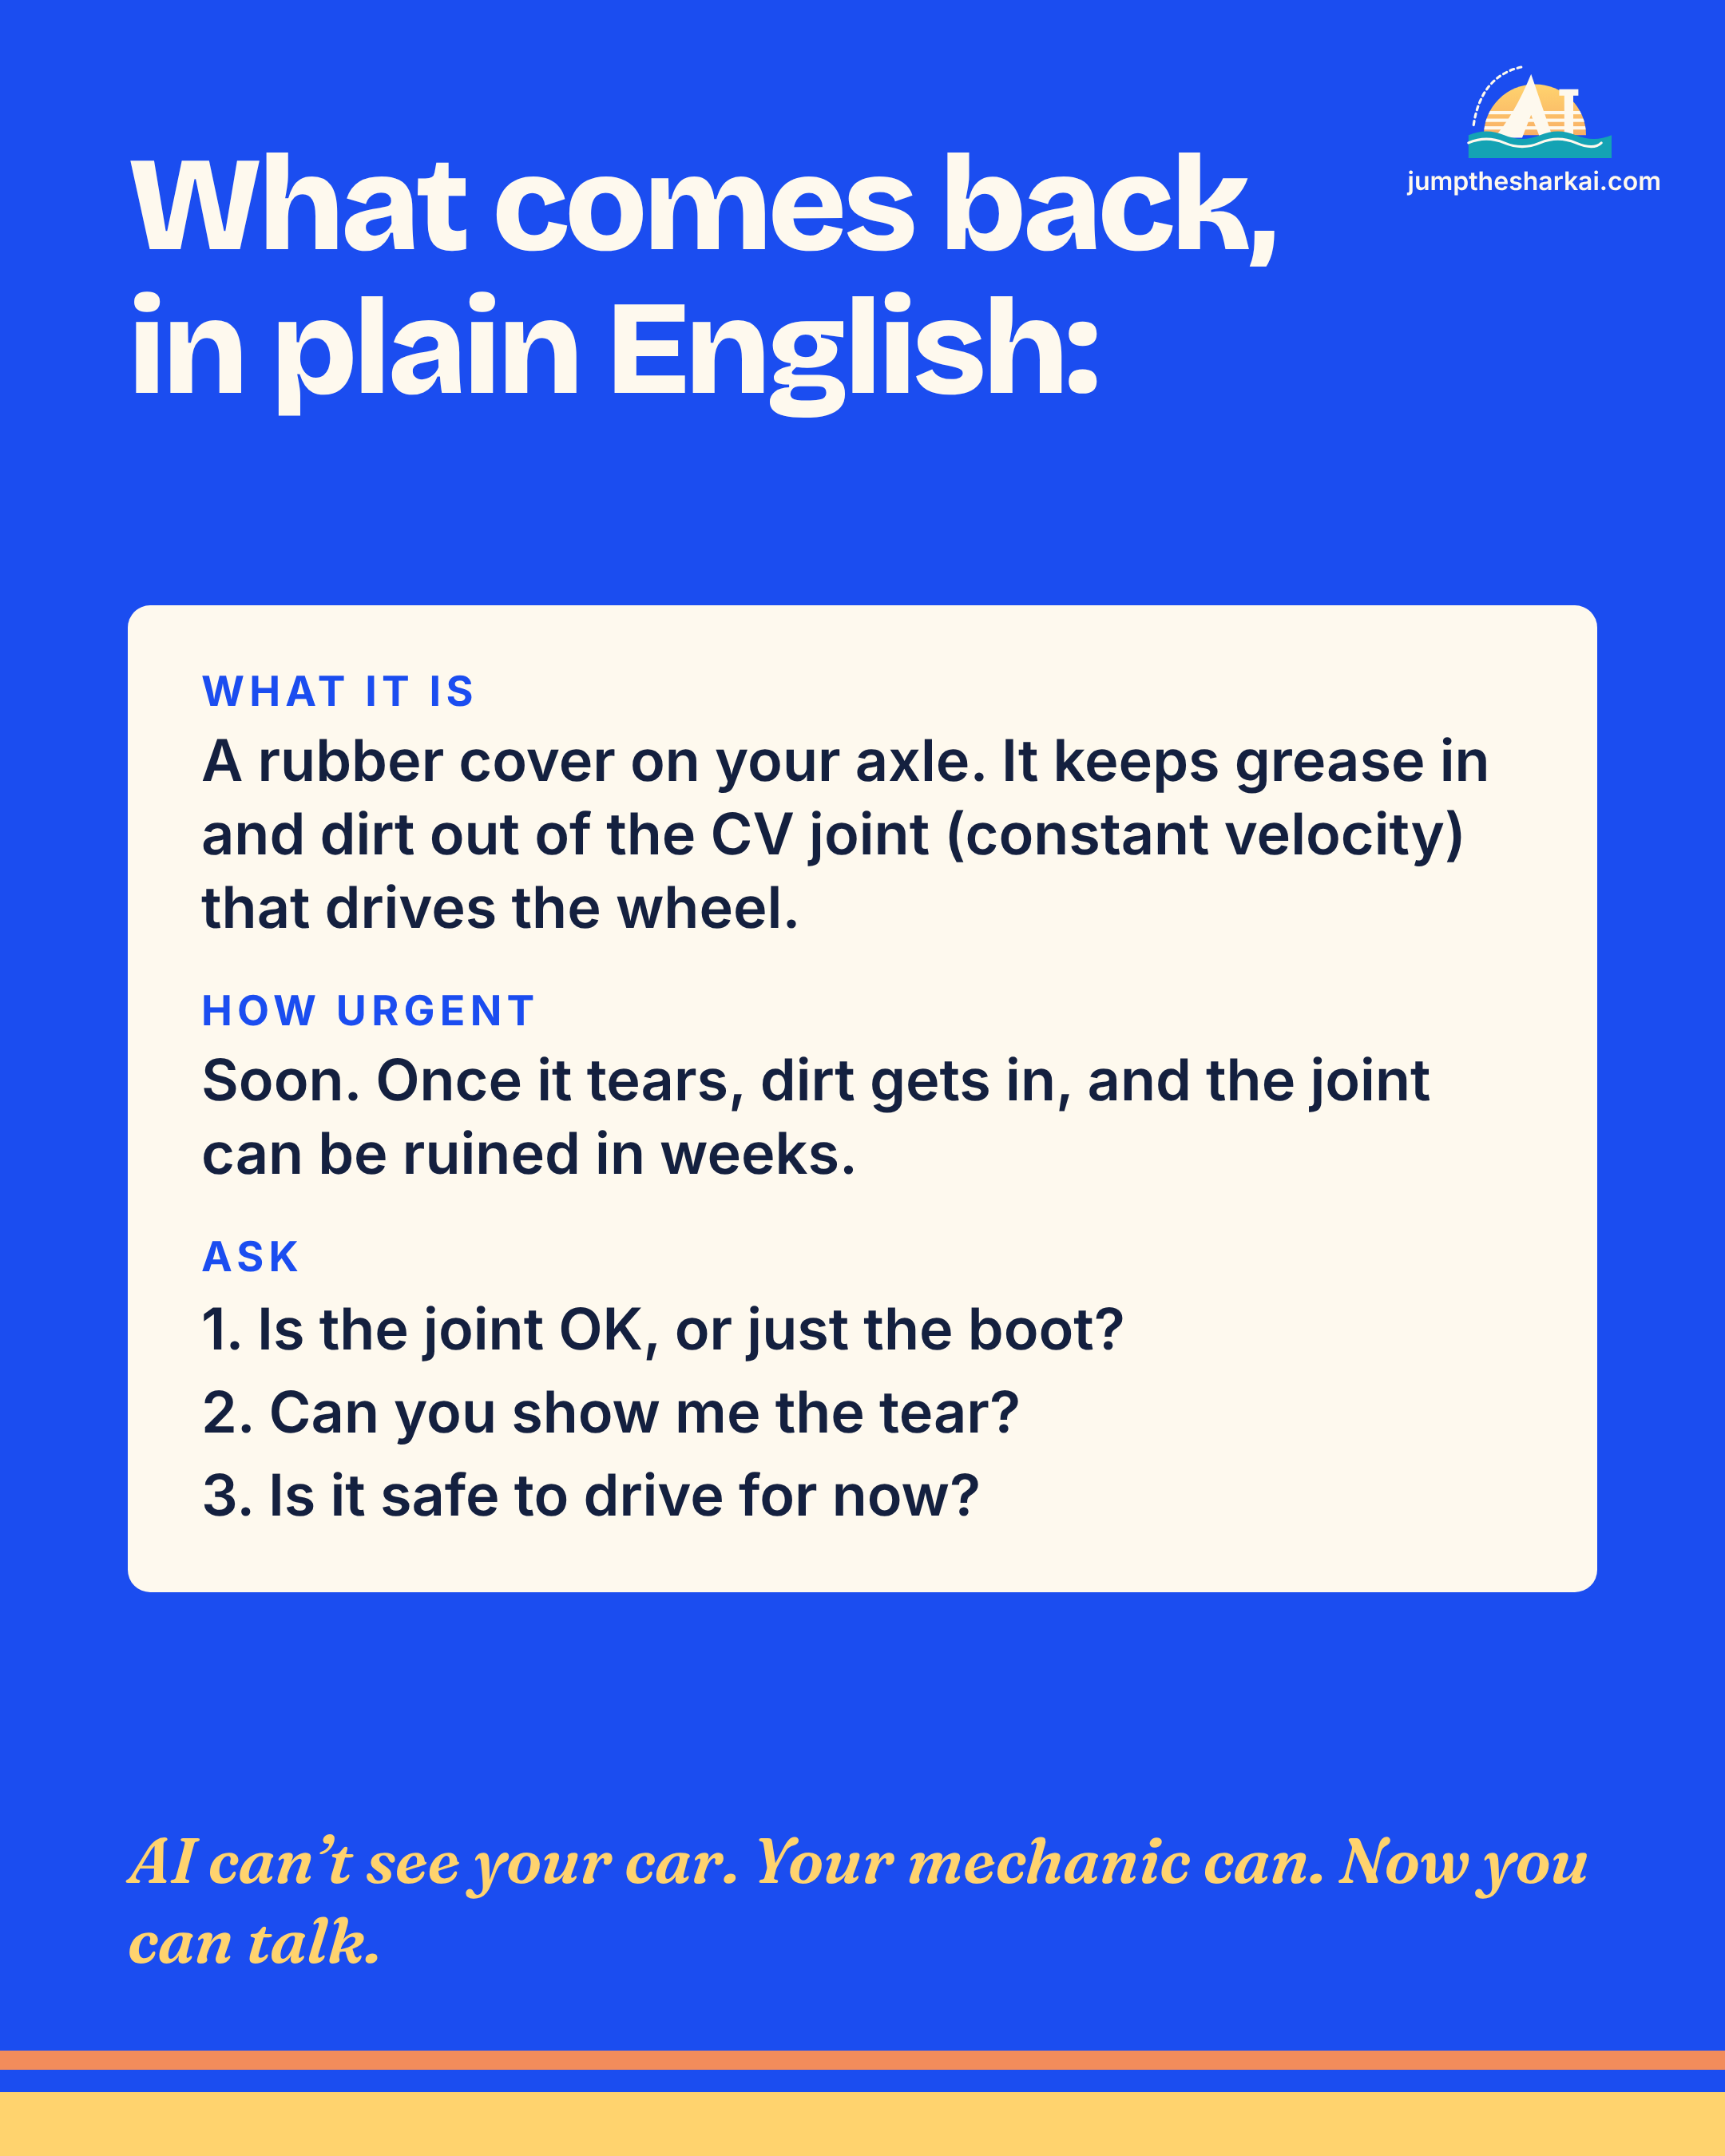 AI
jumpthesharkai.com
What comes back,
in plain English:
WHAT IT IS
A rubber cover on your axle. It keeps grease in
and dirt out of the CV joint (constant velocity)
that drives the wheel.
HOW URGENT
Soon. Once it tears, dirt gets in, and the joint
can be ruined in weeks.
ASK
1. Is the joint OK, or just the boot?
2. Can you show me the tear?
3. Is it safe to drive for now?
AI can’t see your car. Your mechanic can. Now you
can talk.